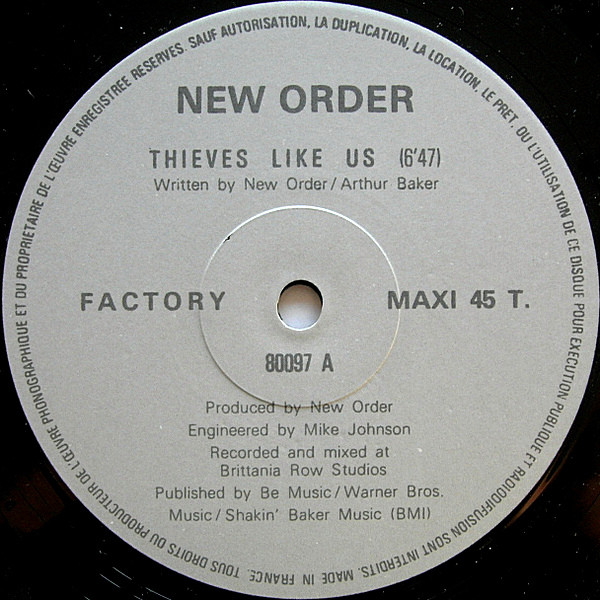 NEW ORDER
THIEVES LIKE US (6'47)
Written by New Order/Arthur Baker
FACTORY
MAXI 45 T.
80097 A
Produced by New Order
Engineered by Mike Johnson
Recorded and mixed at
Brittania Row Studios
Published by Be Music/Warner Bros.
Music/Shakin' Baker Music (BMI)
TOUS DROITS DU PRODUCTEUR DE L'ŒUVRE PHONOGRAPHIQUE ET DU PROPRIETAIRE DE L'ŒUVRE ENREGISTREE RESERVES. SAUF AUTORISATION, LA DUPLICATION, LA LOCATION, LE PRET, OU L'UTILISATION DE CE DISQUE POUR EXECUTION PUBLIQUE ET RADIODIFFUSION SONT INTERDITS. MADE IN FRANCE.